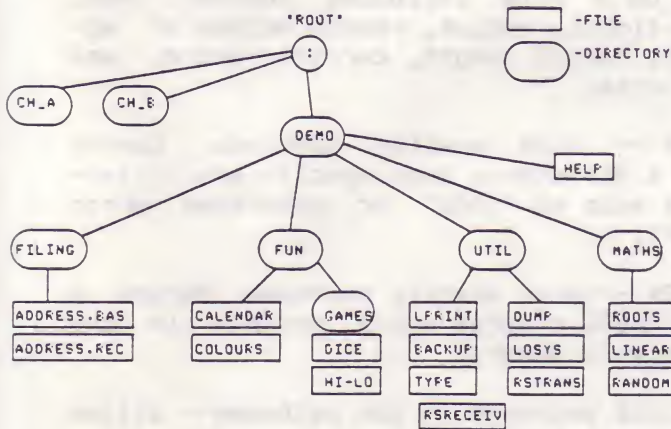 "ROOT"
-FILE
:
-DIRECTORY
CH_A
CH_B
DEMO
HELP
FILING
FUN
UTIL
MATHS
ADDRESS.BAS
CALENDAR
GAMES
LPRINT
DUMP
ROOTS
ADDRESS.REC
COLOURS
DICE
BACKUP
LOSYS
LINEAR
HI-LO
TYPE
RSTRANS
RANDOM
RSRECEIV